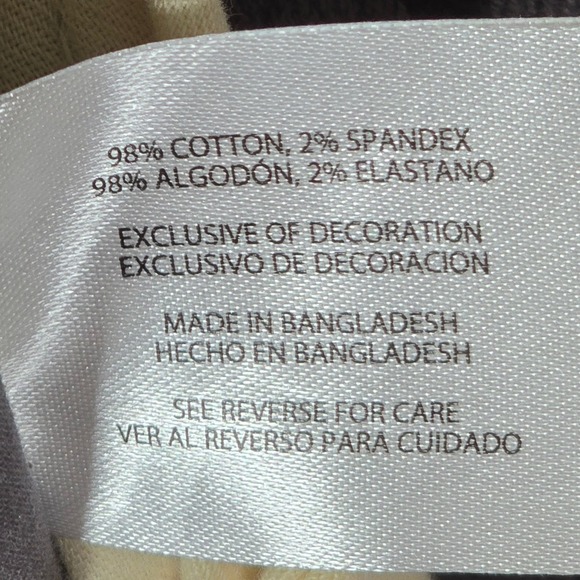 98% COTTON, 2% SPANDEX
98% ALGODÓN, 2% ELASTANO
EXCLUSIVE OF DECORATION
EXCLUSIVO DE DECORACION
MADE IN BANGLADESH
HECHO EN BANGLADESH
SEE REVERSE FOR CARE
VER AL REVERSO PARA CUIDADO